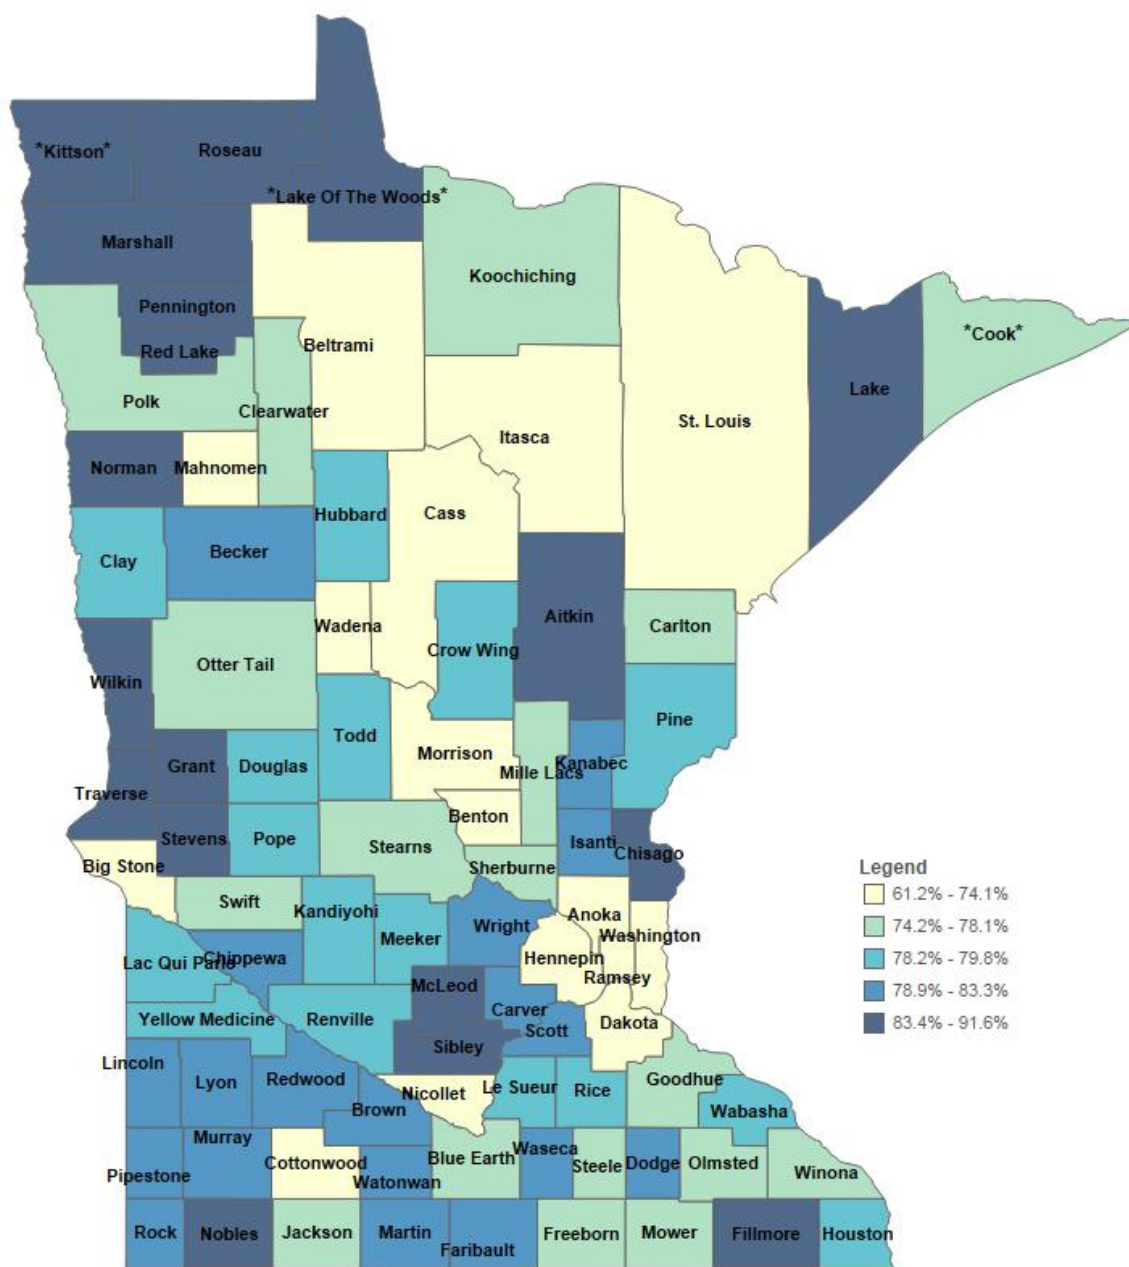 *Kittson*
Roseau
*Lake Of The Woods*
Marshall
Koochiching
Pennington
*Cook*
Beltrami
Red Lake
Lake
Polk
Clearwater
St. Louis
Itasca
Norman
Mahnomen
Cass
Hubbard
Becker
Clay
Aitkin
Wadena
Carlton
Crow Wing
Otter Tail
Wilkin
Pine
Todd
Morrison
Kanabec
Grant
Douglas
Mille Lacs
Traverse
Benton
Stevens
Pope
Isanti
Stearns
Chisago
Big Stone
Sherburne
Legend
61.2% - 74.1%
74.2% - 78.1%
78.2% - 79.8%
78.9% - 83.3%
83.4% - 91.6%
Swift
Kandiyohi
Anoka
Wright
Washington
Meeker
Chippewa
Lac Qui Parle
Hennepin
Ramsey
McLeod
Carver
Yellow Medicine
Renville
Dakota
Scott
Sibley
Lincoln
Redwood
Goodhue
Lyon
Le Sueur
Rice
Nicollet
Brown
Wabasha
Murray
Waseca
Blue Earth
Cottonwood
Dodge
Olmsted
Steele
Winona
Pipestone
Watonwan
Rock
Nobles
Jackson
Martin
Freeborn
Mower
Fillmore
Houston
Faribault